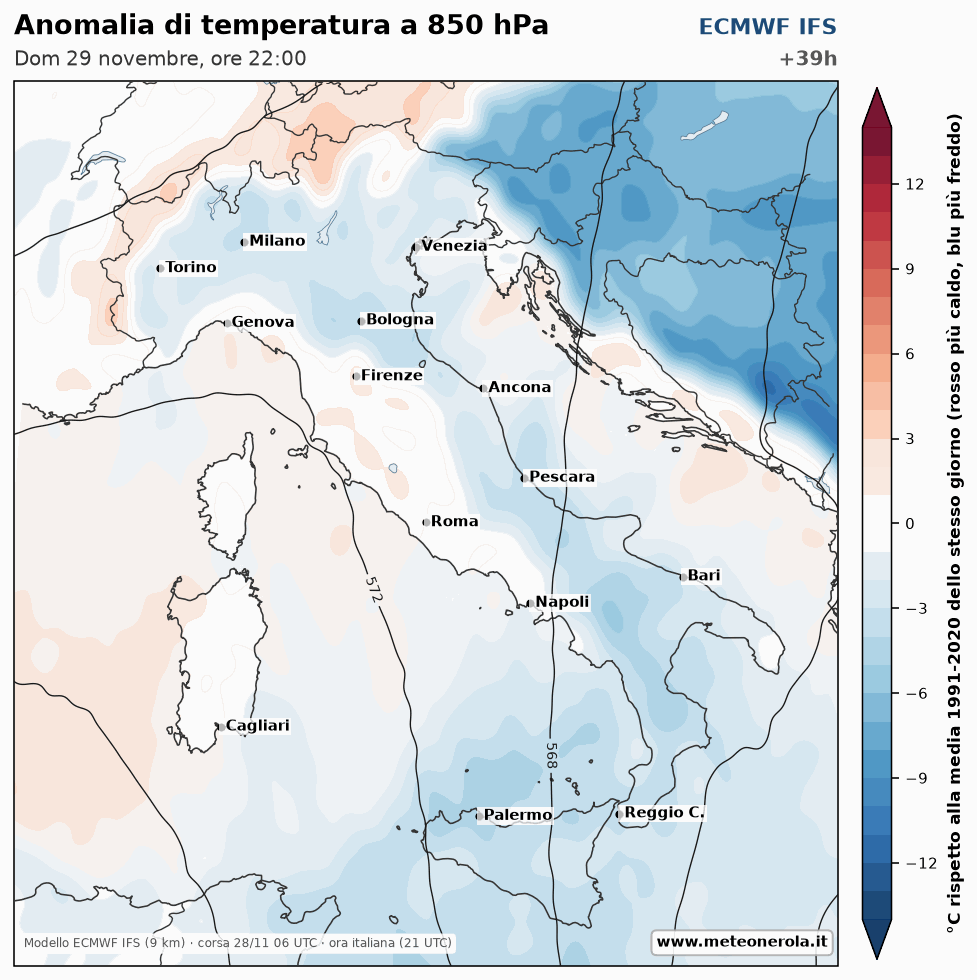 Anomalia di temperatura a 850 hPa
ECMWF IFS
Dom 29 novembre, ore 22:00
+39h
Milano
Venezia
Torino
Genova
Bologna
Firenze
Ancona
Pescara
Roma
572
Bari
Napoli
Cagliari
568
Palermo
Reggio C.
12
9
6
3
0
−3
−6
−9
−12
°C rispetto alla media 1991-2020 dello stesso giorno (rosso più caldo, blu più freddo)
Modello ECMWF IFS (9 km) · corsa 28/11 06 UTC · ora italiana (21 UTC)
www.meteonerola.it